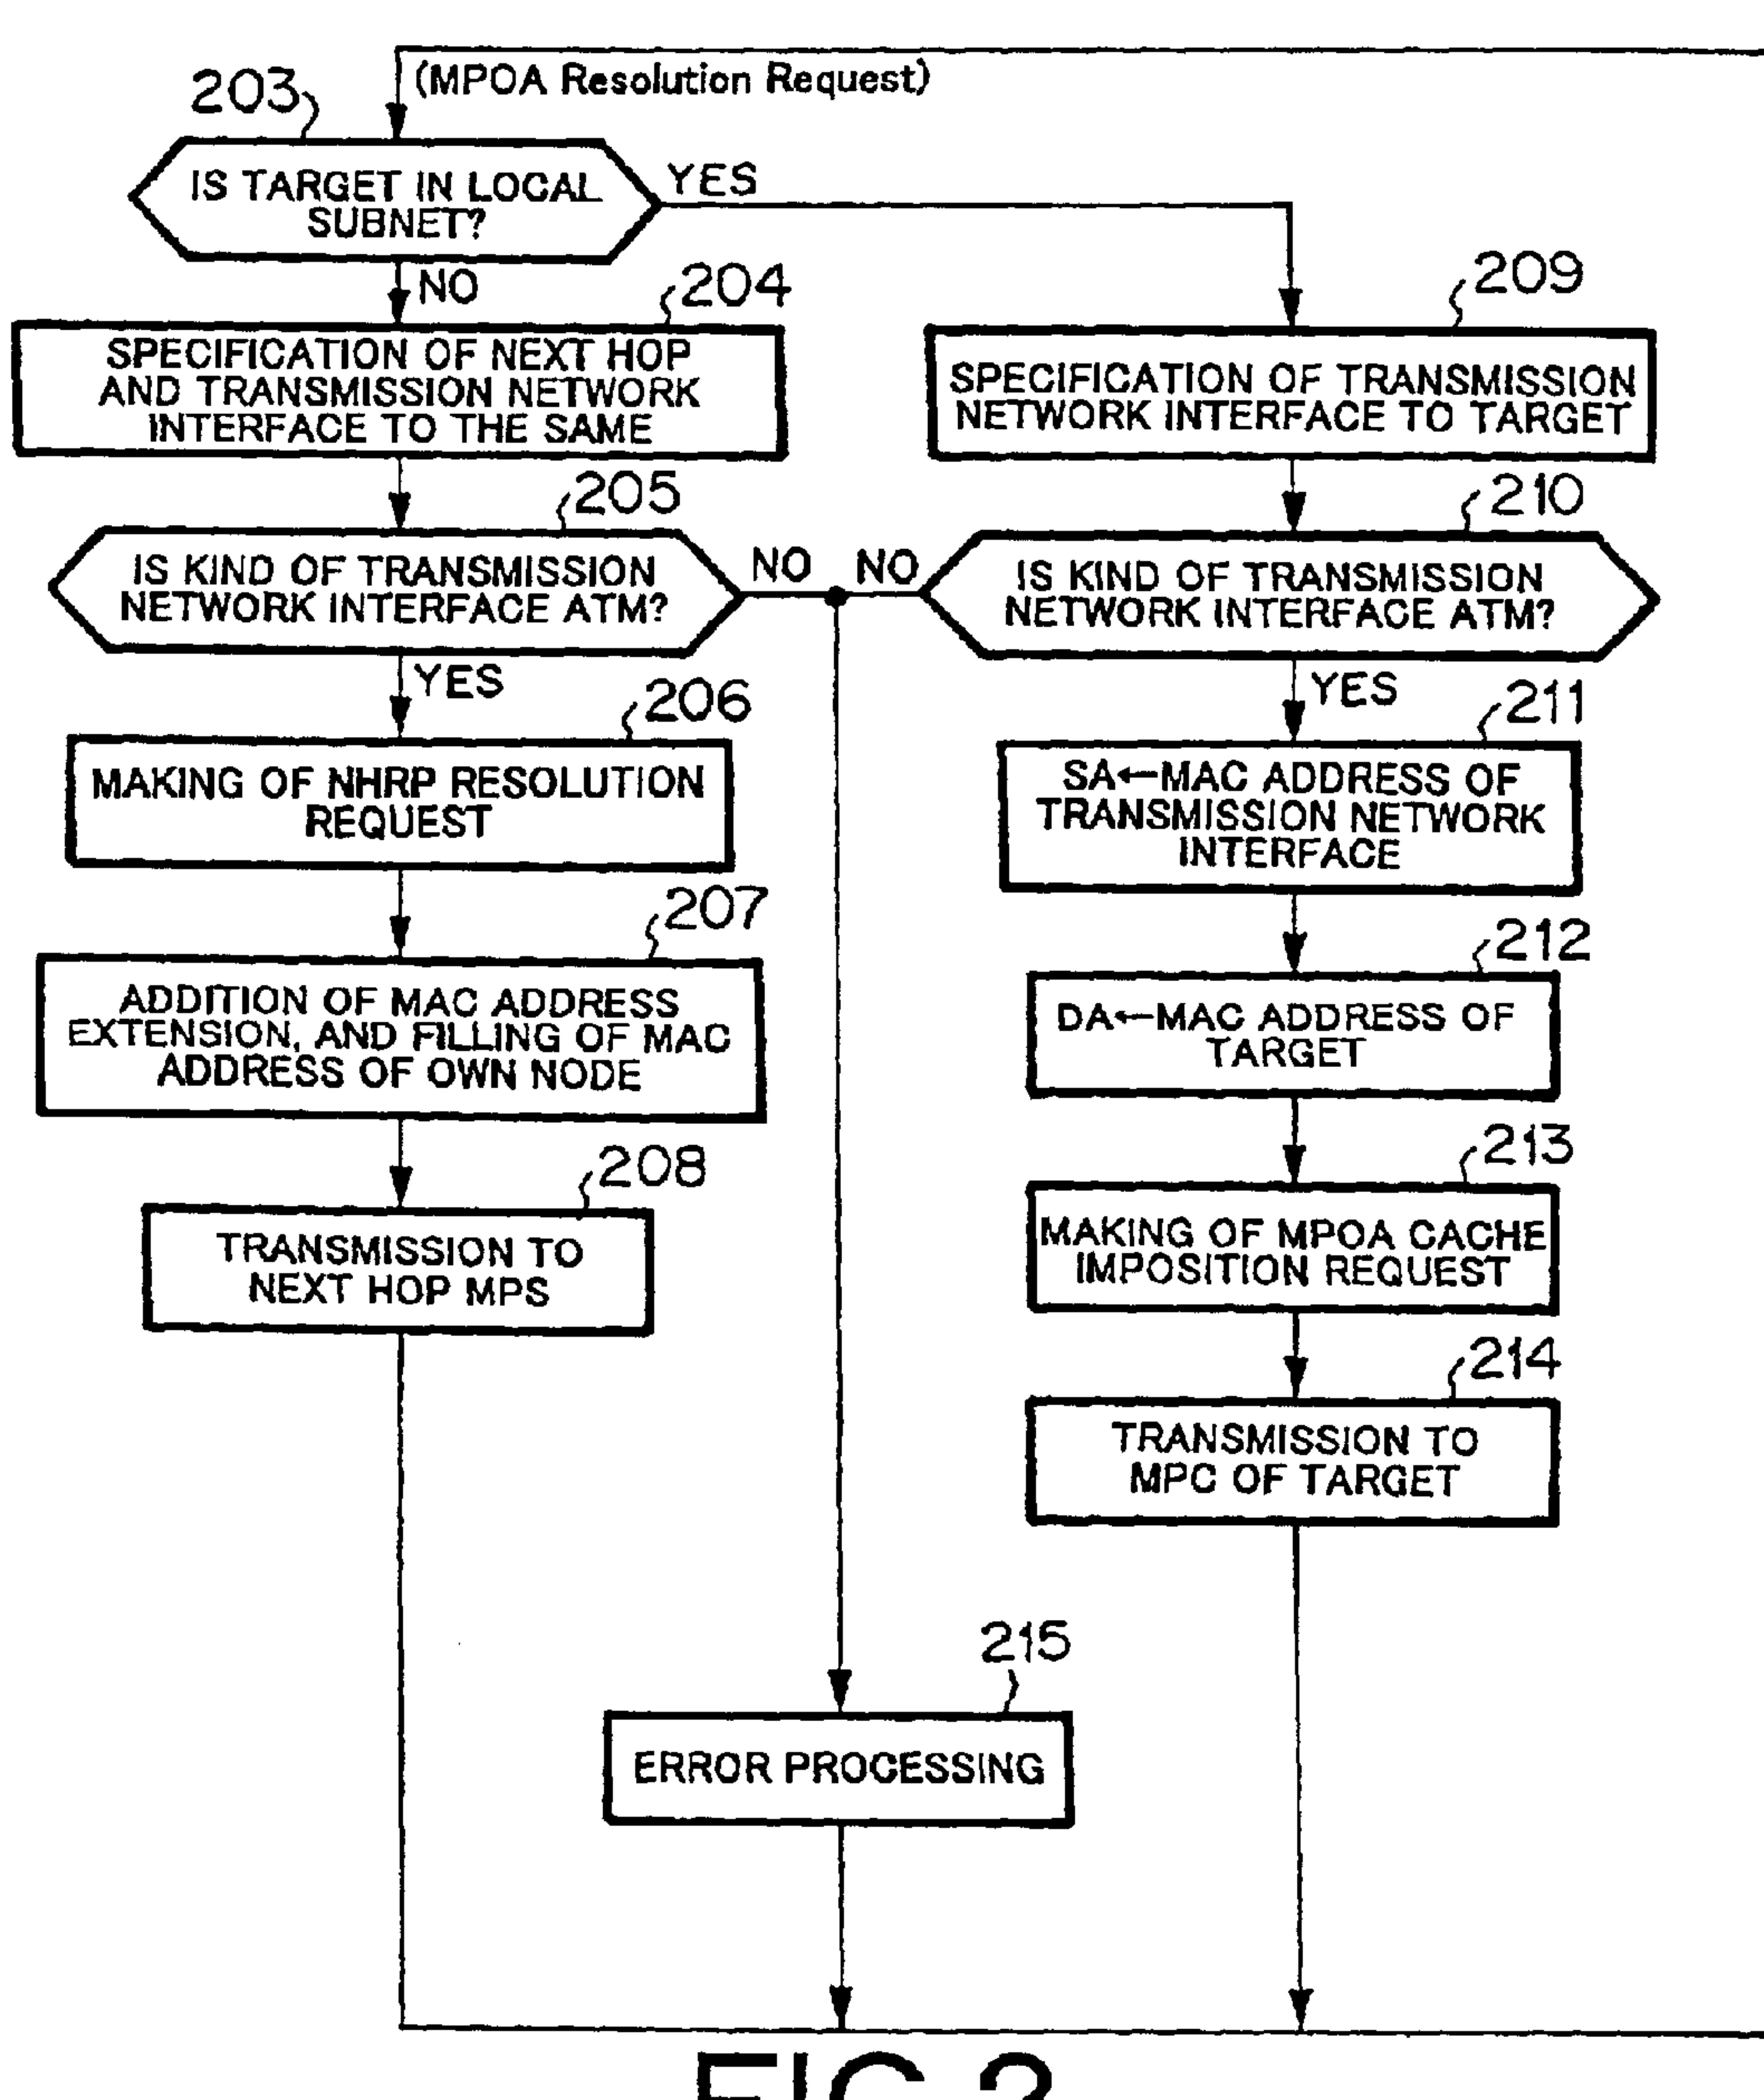 (MPOA Resolution Request)
203
IS TARGET IN LOCAL
SUBNET?
YES
NO
204
SPECIFICATION OF NEXT HOP
AND TRANSMISSION NETWORK
INTERFACE TO THE SAME
205
IS KIND OF TRANSMISSION
NETWORK INTERFACE ATM?
NO
YES
206
MAKING OF NHRP RESOLUTION
REQUEST
207
ADDITION OF MAC ADDRESS
EXTENSION, AND FILLING OF MAC
ADDRESS OF OWN NODE
208
TRANSMISSION TO
NEXT HOP MPS
209
SPECIFICATION OF TRANSMISSION
NETWORK INTERFACE TO TARGET
210
NO
IS KIND OF TRANSMISSION
NETWORK INTERFACE ATM?
YES
211
SA←MAC ADDRESS OF
TRANSMISSION NETWORK
INTERFACE
212
DA←MAC ADDRESS OF
TARGET
213
MAKING OF MPOA CACHE
IMPOSITION REQUEST
214
TRANSMISSION TO
MPC OF TARGET
215
ERROR PROCESSING